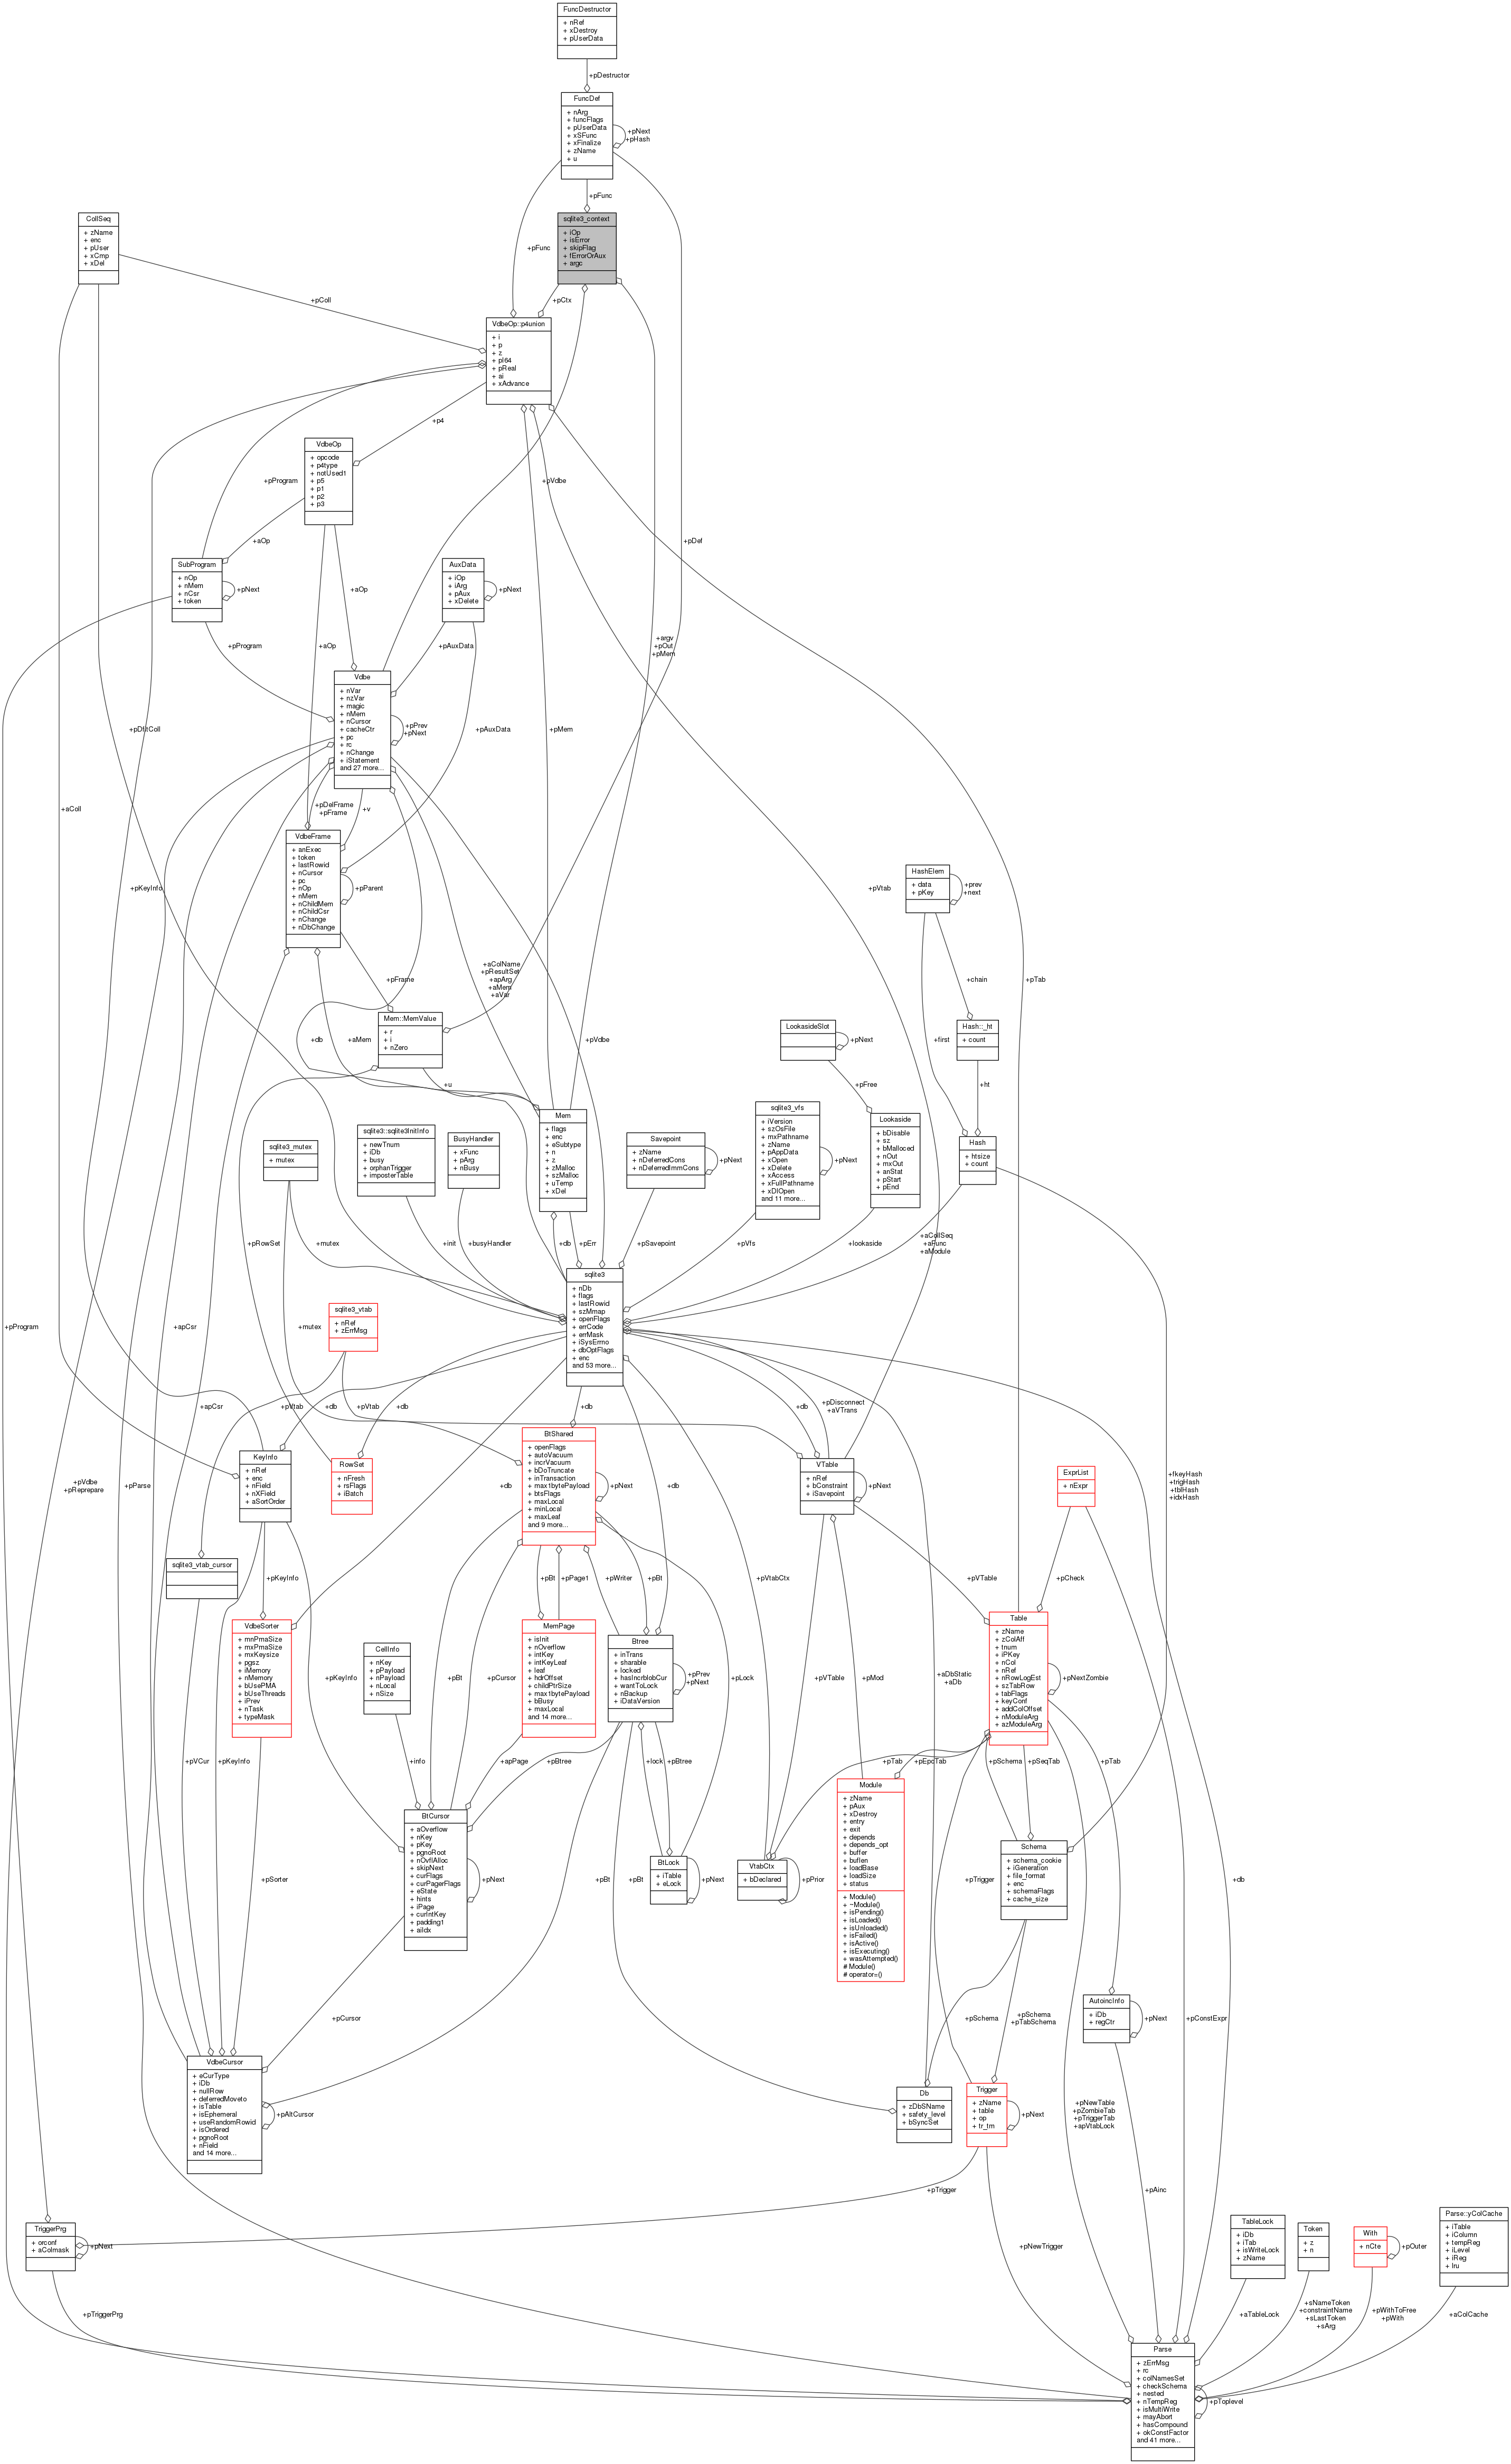 FuncDestructor
+ nRef
+ xDestroy
+ pUserData
+pDestructor
FuncDef
+ nArg
+ funcFlags
+ pUserData
+ xSFunc
+ xFinalize
+ zName
+ u
+pNext
+pHash
+pFunc
CollSeq
+ zName
+ enc
+ pUser
+ xCmp
+ xDel
sqlite3_context
+ iOp
+ isError
+ skipFlag
+ fErrorOrAux
+ argc
+pFunc
+pColl
+pCtx
VdbeOp::p4union
+ i
+ p
+ z
+ pI64
+ pReal
+ ai
+ xAdvance
+p4
VdbeOp
+ opcode
+ p4type
+ notUsed1
+ p5
+ p1
+ p2
+ p3
+pProgram
+pVdbe
+pDef
+aOp
SubProgram
+ nOp
+ nMem
+ nCsr
+ token
+pNext
+aOp
AuxData
+ iOp
+ iArg
+ pAux
+ xDelete
+pNext
+pProgram
+aOp
+pAuxData
+argv
+pOut
+pMem
Vdbe
+ nVar
+ nzVar
+ magic
+ nMem
+ nCursor
+ cacheCtr
+ pc
+ rc
+ nChange
+ iStatement
and 27 more...
+pPrev
+pNext
+pDfltColl
+pAuxData
+pMem
+aColl
+pDelFrame
+pFrame
+v
VdbeFrame
+ anExec
+ token
+ lastRowid
+ nCursor
+ pc
+ nOp
+ nMem
+ nChildMem
+ nChildCsr
+ nChange
+ nDbChange
+pParent
+pKeyInfo
+pVtab
HashElem
+ data
+ pKey
+prev
+next
+pFrame
+aColName
+pResultSet
+apArg
+aMem
+aVar
+chain
+pTab
Mem::MemValue
+ r
+ i
+ nZero
+db
+aMem
+pVdbe
LookasideSlot
+pNext
Hash::_ht
+ count
+first
+u
+pFree
+ht
sqlite3_mutex
+ mutex
sqlite3::sqlite3InitInfo
+ newTnum
+ iDb
+ busy
+ orphanTrigger
+ imposterTable
BusyHandler
+ xFunc
+ pArg
+ nBusy
Mem
+ flags
+ enc
+ eSubtype
+ n
+ z
+ zMalloc
+ szMalloc
+ uTemp
+ xDel
Savepoint
+ zName
+ nDeferredCons
+ nDeferredImmCons
+pNext
sqlite3_vfs
+ iVersion
+ szOsFile
+ mxPathname
+ zName
+ pAppData
+ xOpen
+ xDelete
+ xAccess
+ xFullPathname
+ xDlOpen
and 11 more...
+pNext
Lookaside
+ bDisable
+ sz
+ bMalloced
+ nOut
+ mxOut
+ anStat
+ pStart
+ pEnd
Hash
+ htsize
+ count
+pRowSet
+mutex
+init
+busyHandler
+db
+pErr
+pSavepoint
+pVfs
+lookaside
+aCollSeq
+aFunc
+aModule
sqlite3
+ nDb
+ flags
+ lastRowid
+ szMmap
+ openFlags
+ errCode
+ errMask
+ iSysErrno
+ dbOptFlags
+ enc
and 53 more...
sqlite3_vtab
+ nRef
+ zErrMsg
+pProgram
+apCsr
+mutex
+apCsr
+pVtab
+db
+pVtab
+db
+db
+db
+pDisconnect
+aVTrans
KeyInfo
+ nRef
+ enc
+ nField
+ nXField
+ aSortOrder
RowSet
+ nFresh
+ rsFlags
+ iBatch
BtShared
+ openFlags
+ autoVacuum
+ incrVacuum
+ bDoTruncate
+ inTransaction
+ max1bytePayload
+ btsFlags
+ maxLocal
+ minLocal
+ maxLeaf
and 9 more...
+pNext
VTable
+ nRef
+ bConstraint
+ iSavepoint
+pNext
ExprList
+ nExpr
+fkeyHash
+trigHash
+tblHash
+idxHash
+pVdbe
+pReprepare
+pParse
+db
+db
sqlite3_vtab_cursor
+pKeyInfo
+pBt
+pPage1
+pWriter
+pBt
+pVtabCtx
+pVTable
+pCheck
VdbeSorter
+ mnPmaSize
+ mxPmaSize
+ mxKeysize
+ pgsz
+ iMemory
+ nMemory
+ bUsePMA
+ bUseThreads
+ iPrev
+ nTask
+ typeMask
CellInfo
+ nKey
+ pPayload
+ nPayload
+ nLocal
+ nSize
MemPage
+ isInit
+ nOverflow
+ intKey
+ intKeyLeaf
+ leaf
+ hdrOffset
+ childPtrSize
+ max1bytePayload
+ bBusy
+ maxLocal
and 14 more...
Btree
+ inTrans
+ sharable
+ locked
+ hasIncrblobCur
+ wantToLock
+ nBackup
+ iDataVersion
+pPrev
+pNext
Table
+ zName
+ zColAff
+ tnum
+ iPKey
+ nCol
+ nRef
+ nRowLogEst
+ szTabRow
+ tabFlags
+ keyConf
+ addColOffset
+ nModuleArg
+ azModuleArg
+pNextZombie
+pKeyInfo
+pBt
+pCursor
+pLock
+pVTable
+pMod
+aDbStatic
+aDb
+pVCur
+pKeyInfo
+info
+apPage
+pBtree
+lock
+pBtree
+pTab
+pEpoTab
+pSchema
+pSeqTab
+pTab
BtCursor
+ aOverflow
+ nKey
+ pKey
+ pgnoRoot
+ nOvflAlloc
+ skipNext
+ curFlags
+ curPagerFlags
+ eState
+ hints
+ iPage
+ curIntKey
+ padding1
+ aiIdx
+pNext
BtLock
+ iTable
+ eLock
+pNext
VtabCtx
+ bDeclared
+pPrior
Module
+ zName
+ pAux
+ xDestroy
+ entry
+ exit
+ depends
+ depends_opt
+ buffer
+ buflen
+ loadBase
+ loadSize
+ status
+ Module()
+ ~Module()
+ isPending()
+ isLoaded()
+ isUnloaded()
+ isFailed()
+ isActive()
+ isExecuting()
+ wasAttempted()
# Module()
# operator=()
Schema
+ schema_cookie
+ iGeneration
+ file_format
+ enc
+ schemaFlags
+ cache_size
+pSorter
+pBt
+pBt
+pTrigger
+db
+pCursor
+pSchema
+pSchema
+pTabSchema
AutoincInfo
+ iDb
+ regCtr
+pNext
+pConstExpr
VdbeCursor
+ eCurType
+ iDb
+ nullRow
+ deferredMoveto
+ isTable
+ isEphemeral
+ useRandomRowid
+ isOrdered
+ pgnoRoot
+ nField
and 14 more...
+pAltCursor
Db
+ zDbSName
+ safety_level
+ bSyncSet
Trigger
+ zName
+ table
+ op
+ tr_tm
+pNext
+pNewTable
+pZombieTab
+pTriggerTab
+apVtabLock
+pTrigger
+pAinc
TriggerPrg
+ orconf
+ aColmask
+pNext
+pNewTrigger
TableLock
+ iDb
+ iTab
+ isWriteLock
+ zName
Token
+ z
+ n
With
+ nCte
+pOuter
Parse::yColCache
+ iTable
+ iColumn
+ tempReg
+ iLevel
+ iReg
+ lru
+pTriggerPrg
+aTableLock
+sNameToken
+constraintName
+sLastToken
+sArg
+pWithToFree
+pWith
+aColCache
Parse
+ zErrMsg
+ rc
+ colNamesSet
+ checkSchema
+ nested
+ nTempReg
+ isMultiWrite
+ mayAbort
+ hasCompound
+ okConstFactor
and 41 more...
+pToplevel